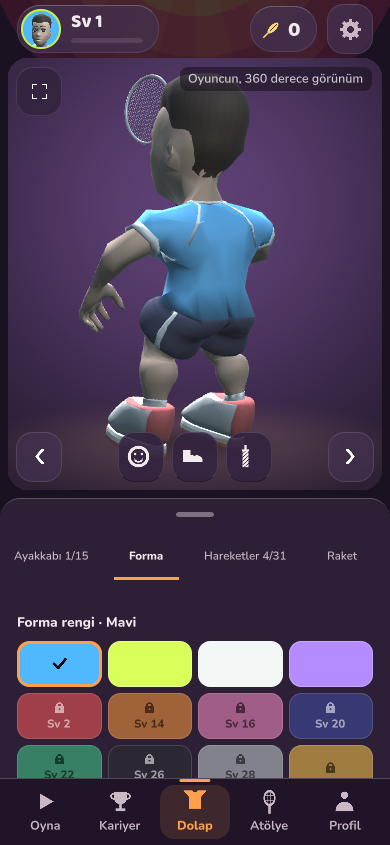 Sv 1
0
Oyuncun, 360 derece görünüm
Ayakkabı 1/15
Forma
Hareketler 4/31
Raket
Forma rengi · Mavi
Sv 2
Sv 14
Sv 16
Sv 20
Sv 22
Sv 26
Sv 28
Oyna
Kariyer
Dolap
Atölye
Profil